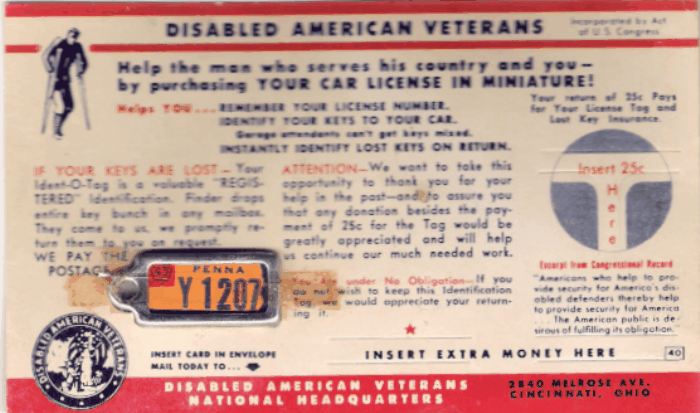 DISABLED AMERICAN VETERANS
Incorporated by Act
of U.S. Congress
Help the man who serves his country and you—
by purchasing YOUR CAR LICENSE IN MINIATURE!
Helps YOU... REMEMBER YOUR LICENSE NUMBER.
IDENTIFY YOUR KEYS TO YOUR CAR.
Garage attendants can't get keys mixed.
INSTANTLY IDENTIFY LOST KEYS ON RETURN.
Your return of 25c Pays
for Your License Tag and
Lost Key Insurance.
IF YOUR KEYS ARE LOST—Your
Ident-O-Tag is a valuable "REGIS-
TERED" Identification. Finder drops
entire key bunch in any mailbox.
They come to us, we promptly re-
turn them to you on request.
WE PAY THE
POSTAGE
ATTENTION—We want to take this
opportunity to thank you for your
help in the past—and to assure you
that any donation besides the pay-
ment of 25c for the Tag would be
greatly appreciated and will help
us continue our much needed work.
You Are under No Obligation—If you
do not wish to keep this Identification
Tag, we would appreciate your return-
ing it.
Insert 25c
Here
Excerpt from Congressional Record
"Americans who help to pro-
vide security for America's dis-
abled defenders thereby help
to provide security for America
... The American public is de-
sirous of fulfilling its obligation."
PENNA
Y 1207
DISABLED AMERICAN VETERANS
INSERT CARD IN ENVELOPE
MAIL TODAY TO...
INSERT EXTRA MONEY HERE
40
DISABLED AMERICAN VETERANS
NATIONAL HEADQUARTERS
2840 MELROSE AVE.
CINCINNATI, OHIO